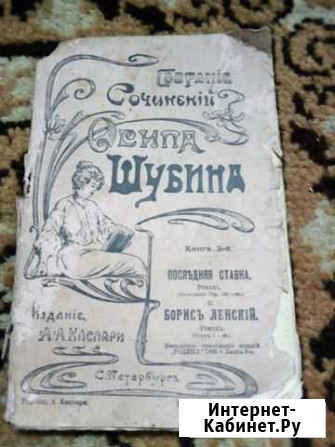 Собраніе
Сочиненій
Осипа
Шубина
Книга 3-я.
ПОСЛѢДНЯЯ СТАВКА.
Романъ.
БОРИСЪ ЛЕНСКІЙ.
Романъ.
Изданіе
А.А.Каспари
С.Петербургъ
Интернет-
Кабинет.Ру